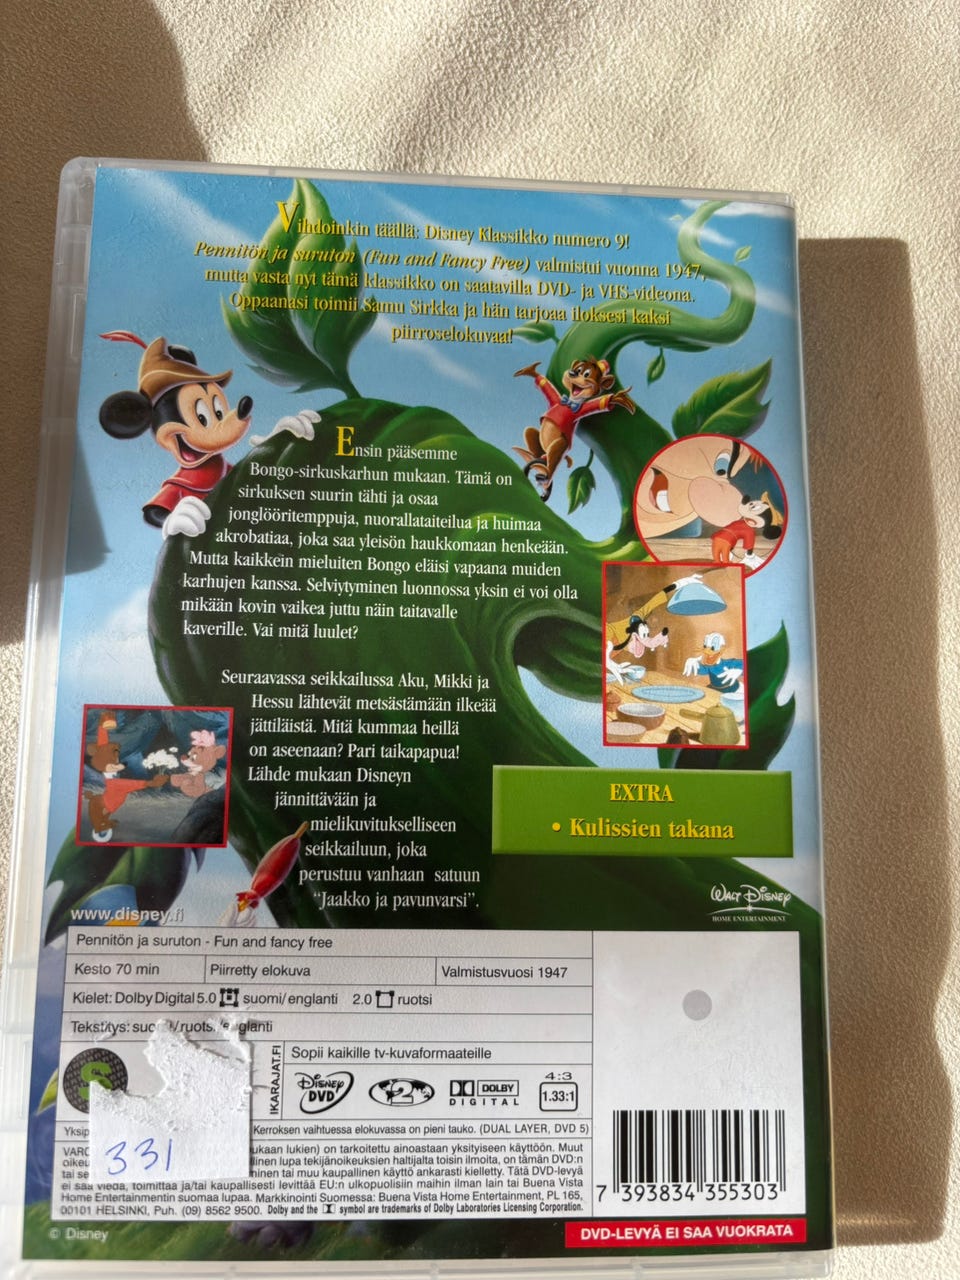 Vihdoinkin täällä: Disney Klassikko numero 9!
Pennitön ja suruton (Fun and Fancy Free) valmistui vuonna 1947,
mutta vasta nyt tämä klassikko on saatavilla DVD- ja VHS-videona.
Oppaanasi toimii Samu Sirkka ja hän tarjoaa iloksesi kaksi
piirroselokuvaa!
Ensin pääsemme
Bongo-sirkuskarhun mukaan. Tämä on
sirkuksen suurin tähti ja osaa
jonglööritemppuja, nuorallataiteilua ja huimaa
akrobatiaa, joka saa yleisön haukkomaan henkeään.
Mutta kaikkein mieluiten Bongo eläisi vapaana muiden
karhujen kanssa. Selviytyminen luonnossa yksin ei voi olla
mikään kovin vaikea juttu näin taitavalle
kaverille. Vai mitä luulet?
Seuraavassa seikkailussa Aku, Mikki ja
Hessu lähtevät metsästämään ilkeää
jättiläistä. Mitä kummaa heillä
on aseenaan? Pari taikapapua!
Lähde mukaan Disneyn
jännittävään ja
mielikuvitukselliseen
seikkailuun, joka
perustuu vanhaan satuun
"Jaakko ja pavunvarsi".
EXTRA
• Kulissien takana
WALT DISNEY
HOME ENTERTAINMENT
www.disney.fi
Pennitön ja suruton - Fun and fancy free
Kesto 70 min Piirretty elokuva Valmistusvuosi 1947
Kielet: Dolby Digital 5.0 suomi/englanti 2.0 ruotsi
Tekstitys: suomi/ruotsi/englanti
S
IKARAJAT.FI
Sopii kaikille tv-kuvaformaateille
DISNEY DVD
2
DOLBY DIGITAL
4:3
1.33:1
Kerroksen vaihtuessa elokuvassa on pieni tauko. (DUAL LAYER, DVD 5)
lukien) on tarkoitettu ainoastaan yksityiseen käyttöön. Muut
lupa tekijänoikeuksien haltijalta toisin ilmoita, on tämän DVD:n
tai muu kaupallinen käyttö ankarasti kielletty. Tätä DVD-levyä
ei saa viedä, toimittaa ja/tai kaupallisesti levittää EU:n ulkopuolisiin maihin ilman lain tai Buena Vista
Home Entertainmentin suomaa lupaa. Markkinointi Suomessa: Buena Vista Home Entertainment, PL 165,
00101 HELSINKI, Puh. (09) 8562 9500. Dolby and the symbol are trademarks of Dolby Laboratories Licensing Corporation.
331
7 393834 355303
© Disney
DVD-LEVYÄ EI SAA VUOKRATA